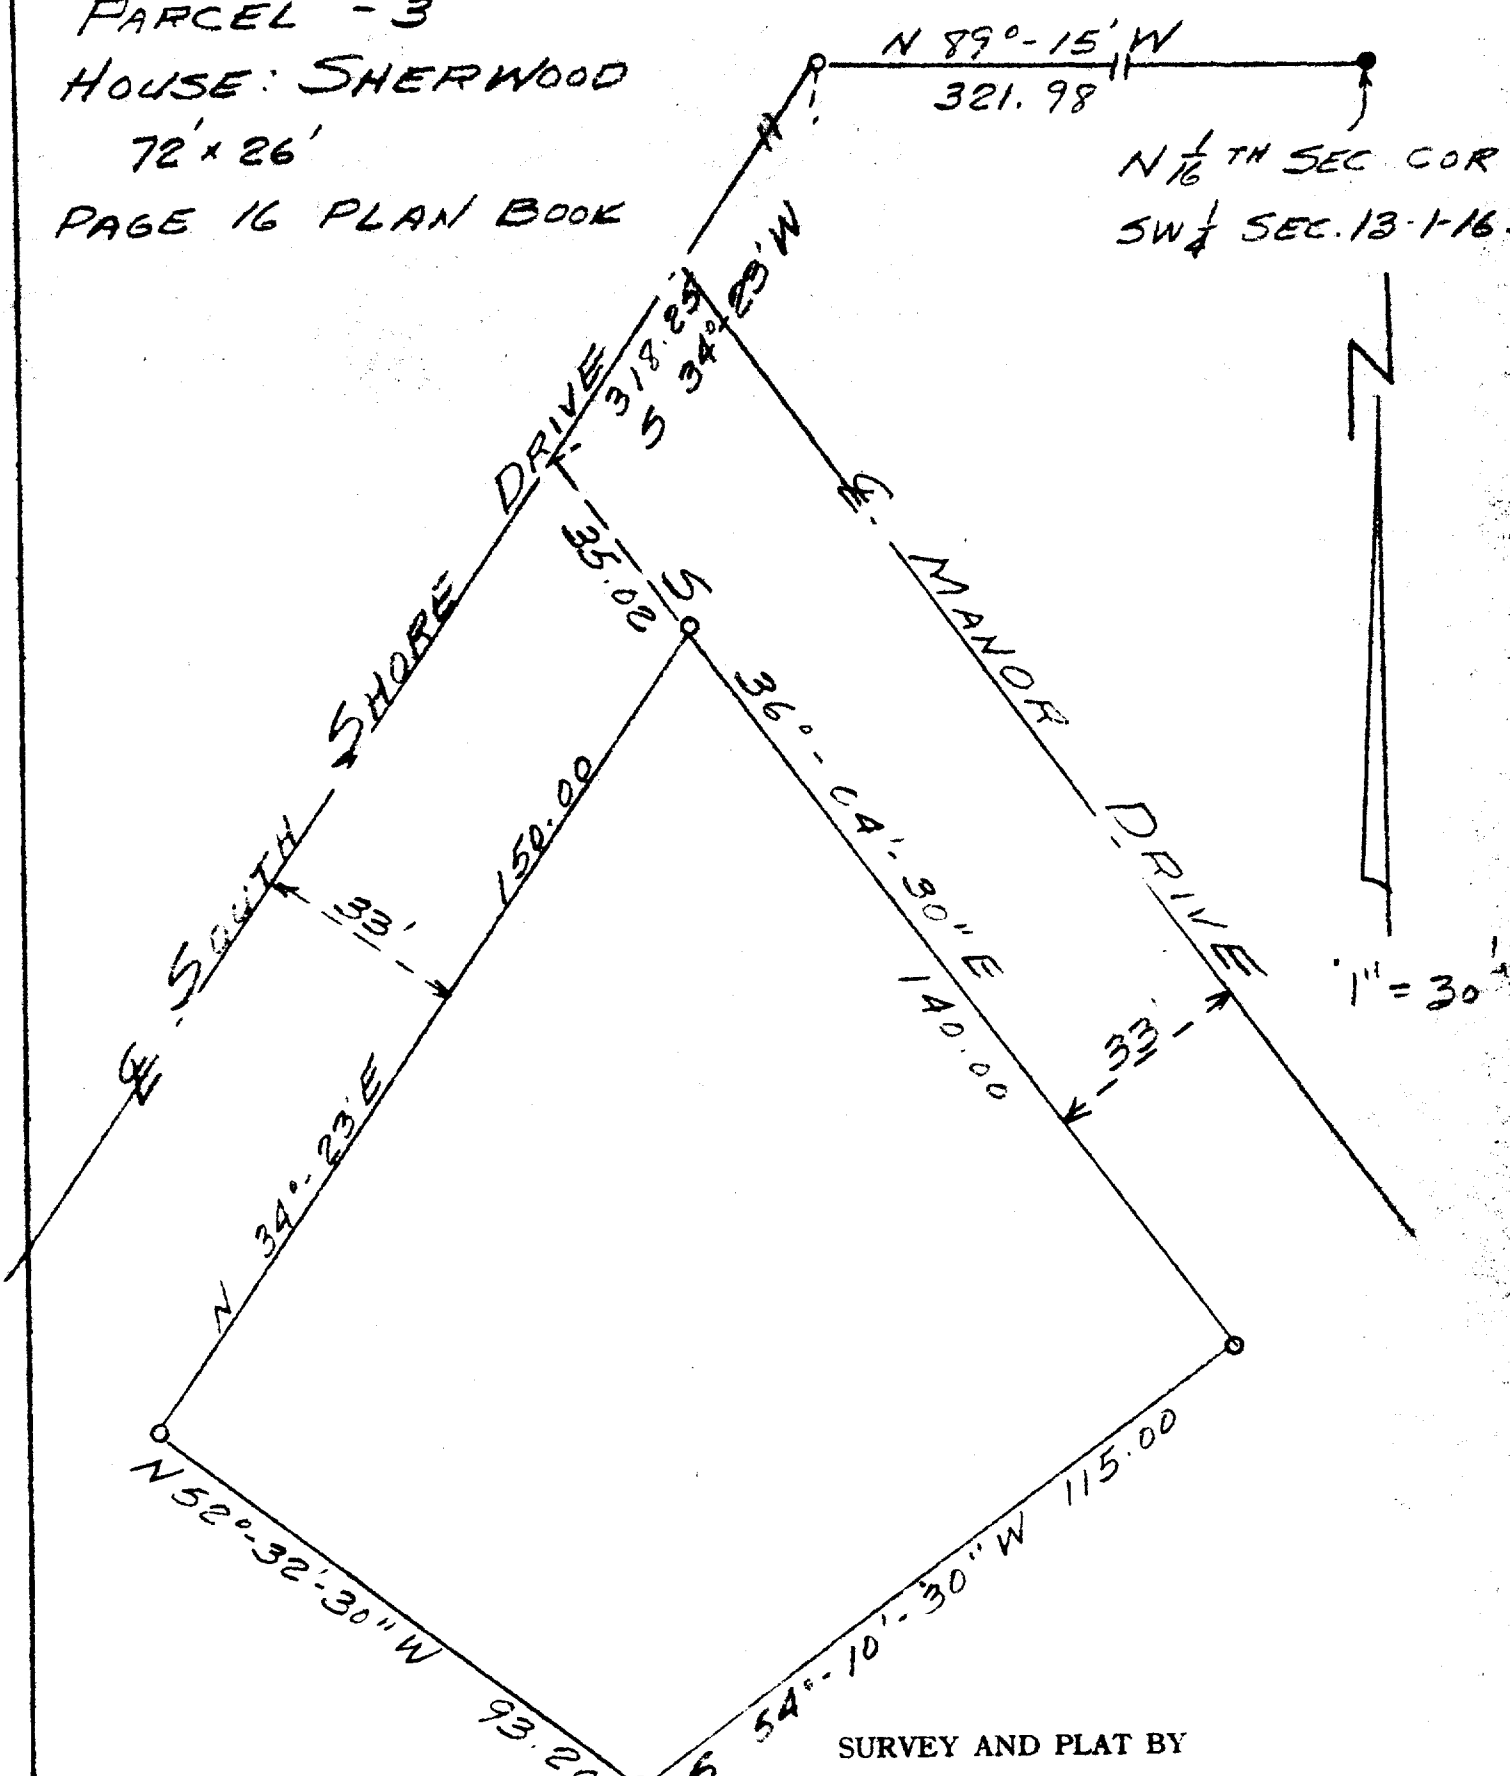 PARCEL - 3
HOUSE: SHERWOOD
72' x 26'
PAGE 16 PLAN BOOK
N 89°-15' W
321.98
N 1/16 TH SEC COR
SW 1/4 SEC. 13-1-16.
318.25
S 34°-23' W
℄ SOUTH SHORE DRIVE
35.02
℄ MANOR DRIVE
S 36°-04'-30" E
140.00
N 34°-23' E 150.00
33'
33'
1" = 30'
N 52°-32'-30" W 93.20
S 54°-10'-30" W 115.00
SURVEY AND PLAT BY